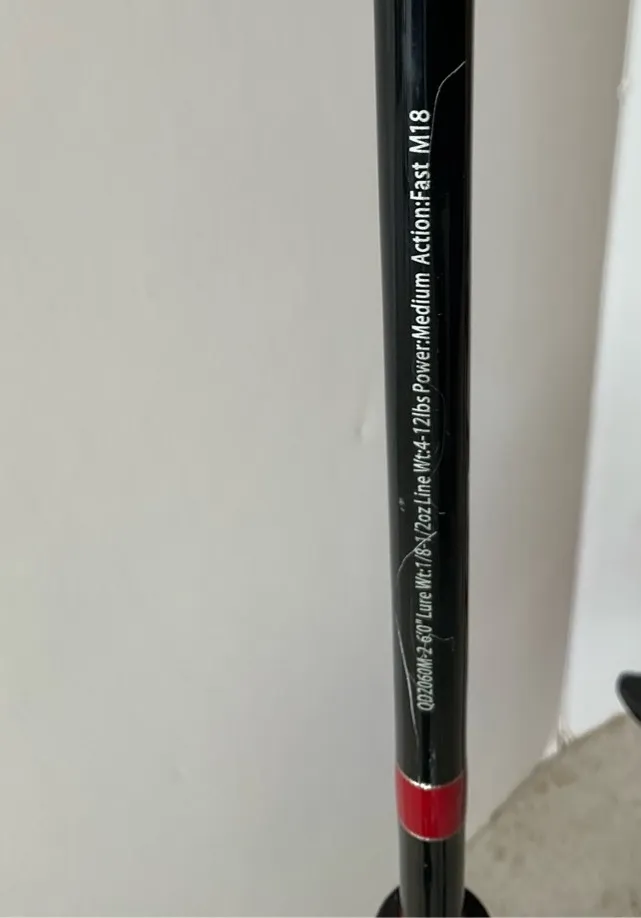 QDZ060M-2-6'0" Lure Wt:1/8-1/2oz Line Wt:4-12lbs Power:Medium Action:Fast M18